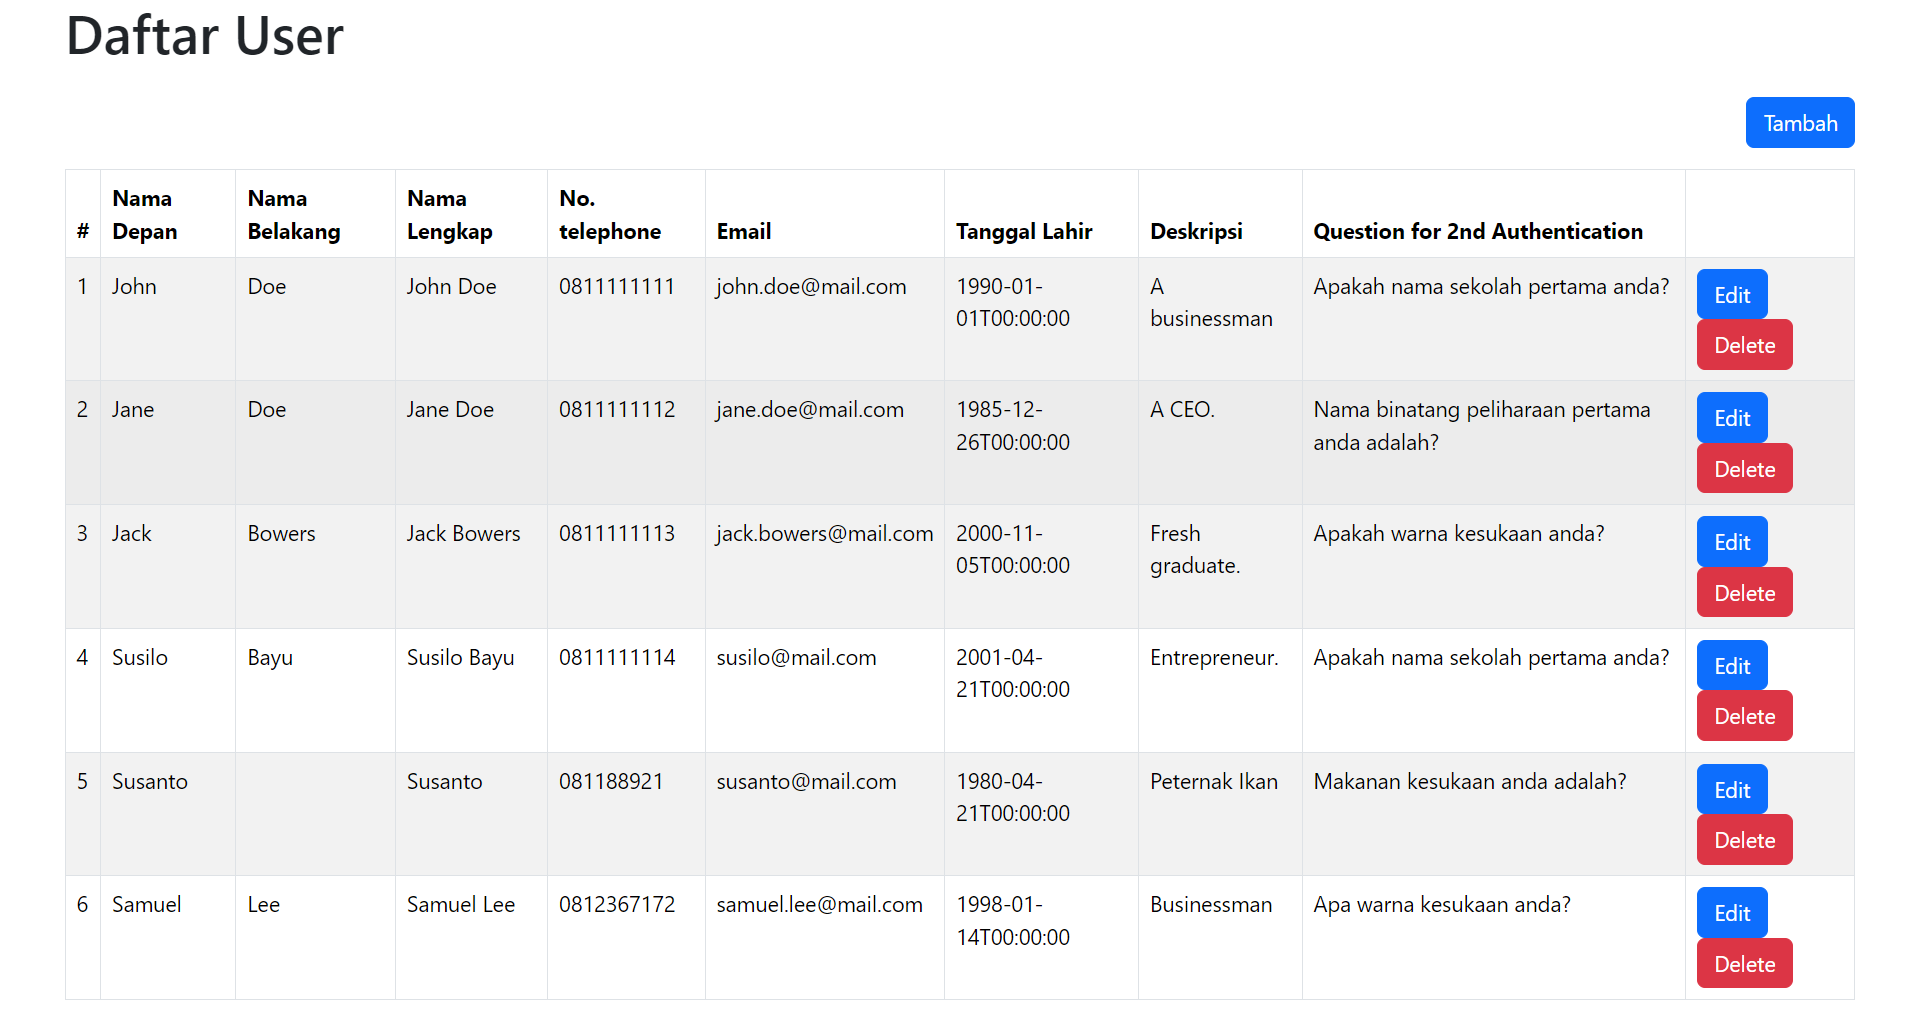 Daftar User
Tambah
# Nama Depan Nama Belakang Nama Lengkap No. telephone Email Tanggal Lahir Deskripsi Question for 2nd Authentication
1 John Doe John Doe 0811111111 john.doe@mail.com 1990-01-01T00:00:00 A businessman Apakah nama sekolah pertama anda? Edit Delete
2 Jane Doe Jane Doe 0811111112 jane.doe@mail.com 1985-12-26T00:00:00 A CEO. Nama binatang peliharaan pertama anda adalah? Edit Delete
3 Jack Bowers Jack Bowers 0811111113 jack.bowers@mail.com 2000-11-05T00:00:00 Fresh graduate. Apakah warna kesukaan anda? Edit Delete
4 Susilo Bayu Susilo Bayu 0811111114 susilo@mail.com 2001-04-21T00:00:00 Entrepreneur. Apakah nama sekolah pertama anda? Edit Delete
5 Susanto Susanto 081188921 susanto@mail.com 1980-04-21T00:00:00 Peternak Ikan Makanan kesukaan anda adalah? Edit Delete
6 Samuel Lee Samuel Lee 0812367172 samuel.lee@mail.com 1998-01-14T00:00:00 Businessman Apa warna kesukaan anda? Edit Delete